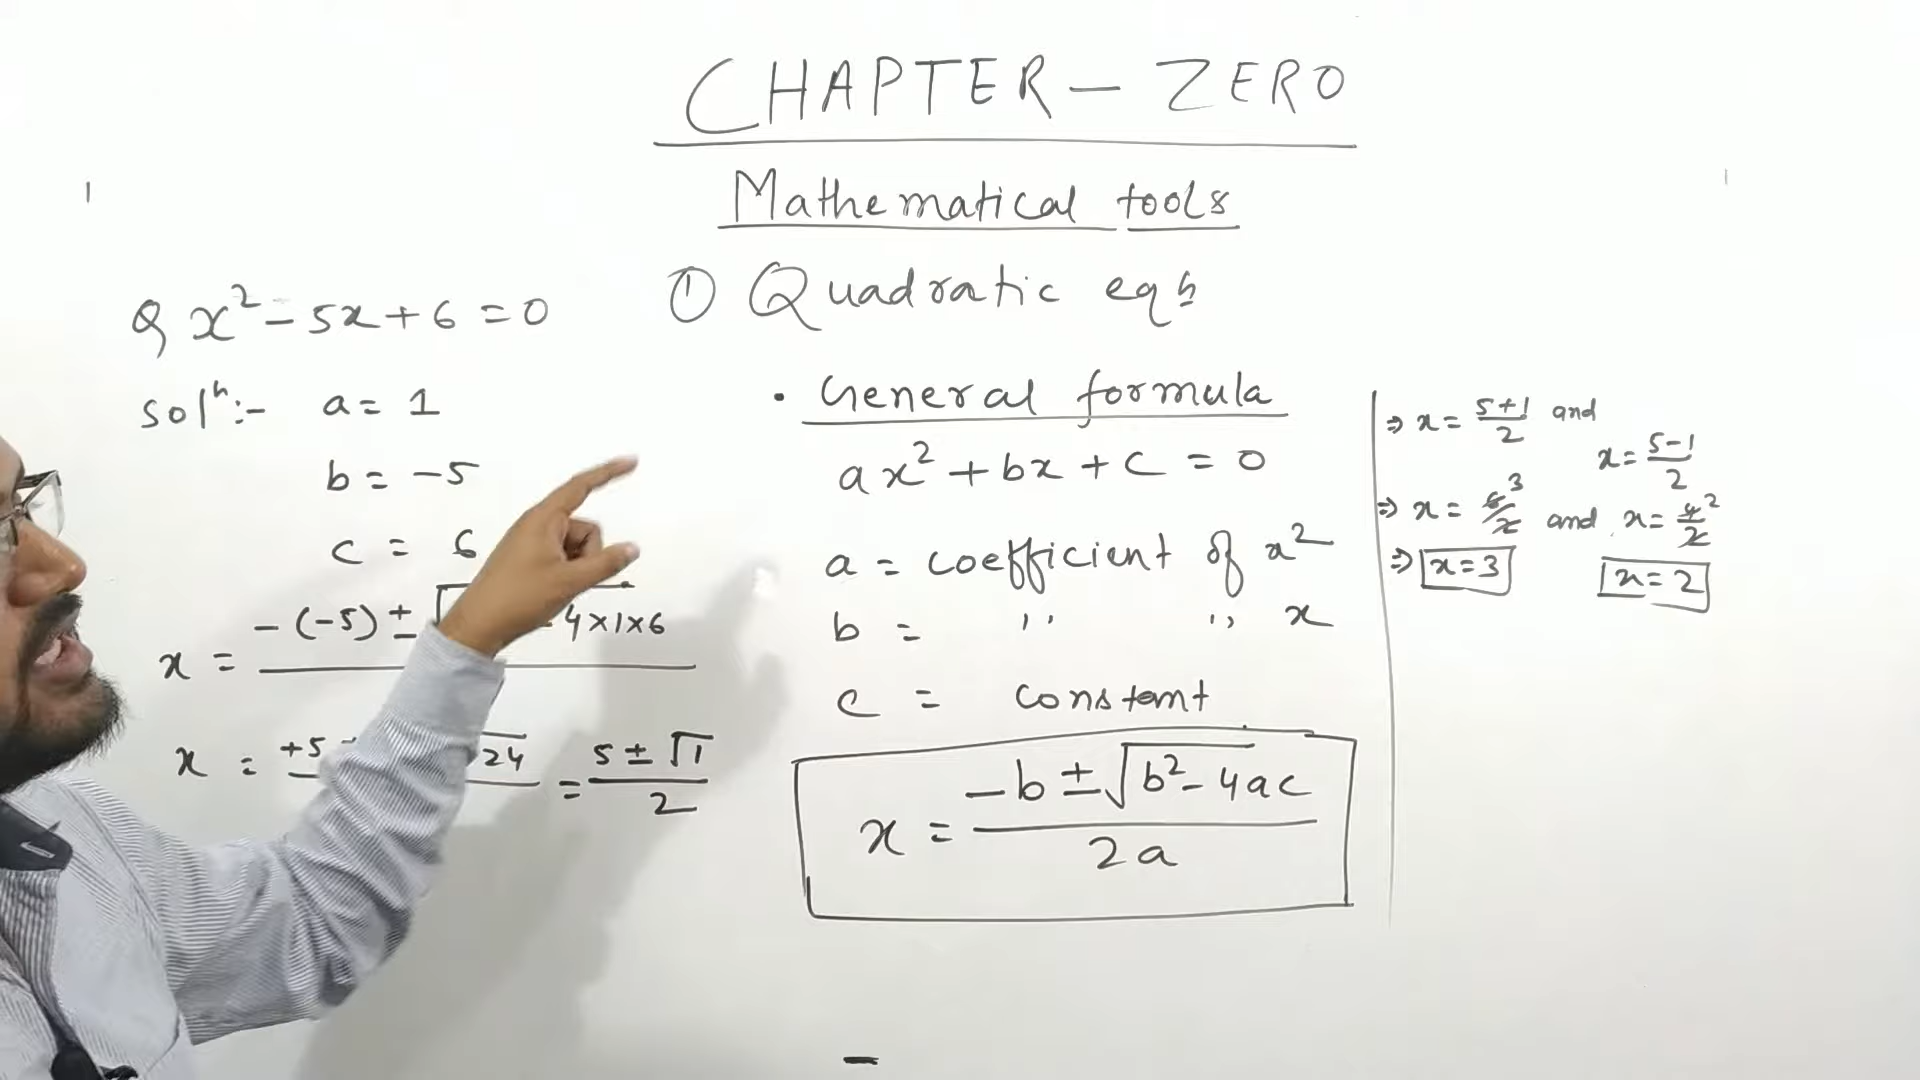 CHAPTER – ZERO
Mathematical tools
① Quadratic eqn
Q x² – 5x + 6 = 0
Solⁿ:- a = 1
b = -5
c = 6
x = -(-5) ± √ - 4×1×6
x = +5 24 = 5 ± √1 / 2
• General formula
ax² + bx + c = 0
a = coefficient of x²
b = ,, ,, x
c = constant
x = -b ± √b² - 4ac / 2a
⇒ x = 5+1 / 2 and x = 5-1 / 2
⇒ x = 6/2 3 and x = 4/2 2
⇒ x = 3 x = 2